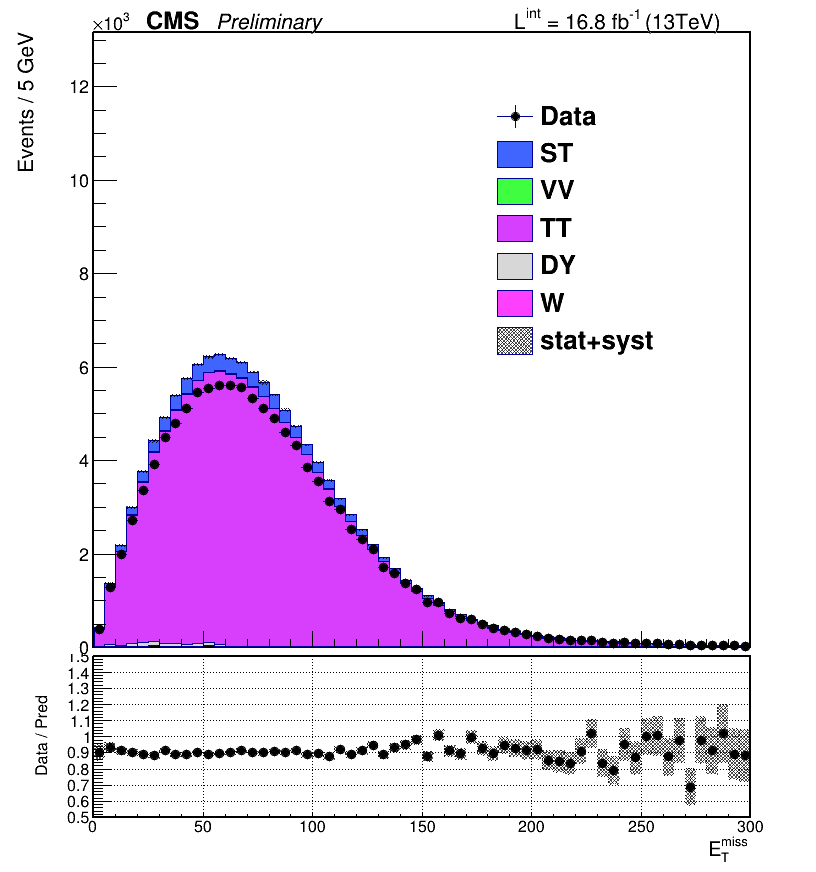 ×10³ CMS Preliminary L^int = 16.8 fb⁻¹ (13TeV)
Events / 5 GeV
12
10
8
6
4
2
0
Data
ST
VV
TT
DY
W
stat+syst
Data / Pred
1.5
1.4
1.3
1.2
1.1
1
0.9
0.8
0.7
0.6
0.5
0 50 100 150 200 250 300
E_T^miss